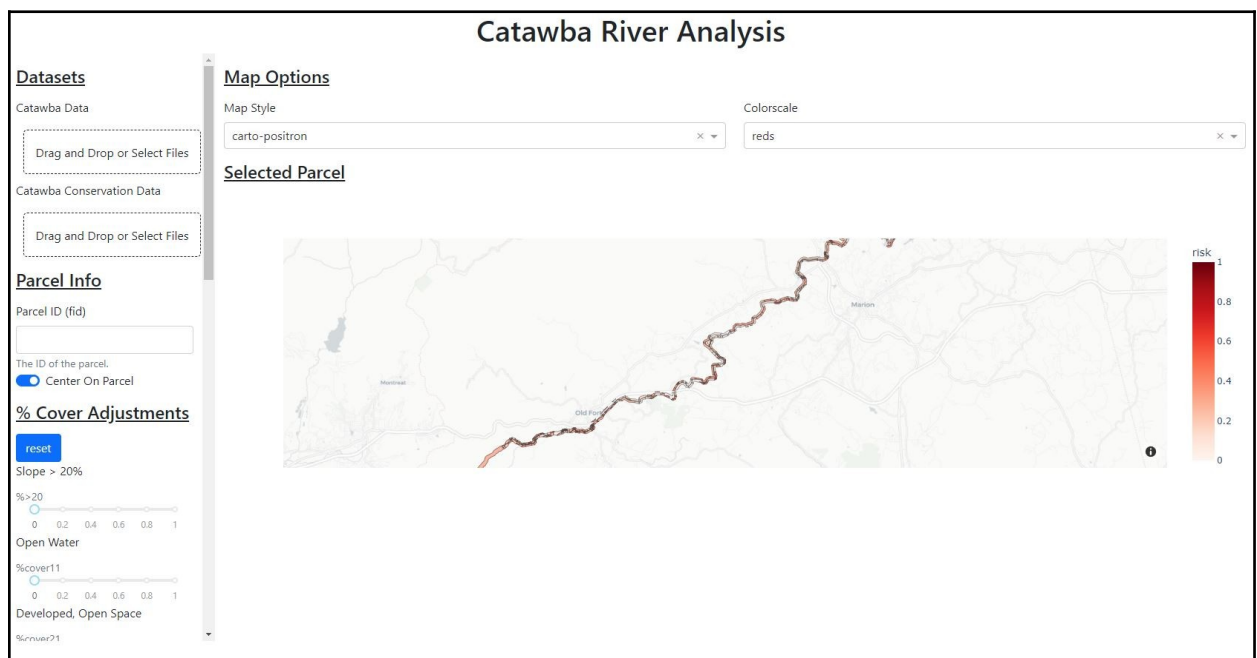 Catawba River Analysis
Datasets
Catawba Data
Drag and Drop or Select Files
Catawba Conservation Data
Drag and Drop or Select Files
Parcel Info
Parcel ID (fid)
The ID of the parcel.
Center On Parcel
% Cover Adjustments
reset
Slope > 20%
%>20
0 0.2 0.4 0.6 0.8 1
Open Water
%cover11
0 0.2 0.4 0.6 0.8 1
Developed, Open Space
%cover21
Map Options
Map Style
carto-positron
Colorscale
reds
Selected Parcel
Marion
Montreat
Old Fort
risk
1
0.8
0.6
0.4
0.2
0